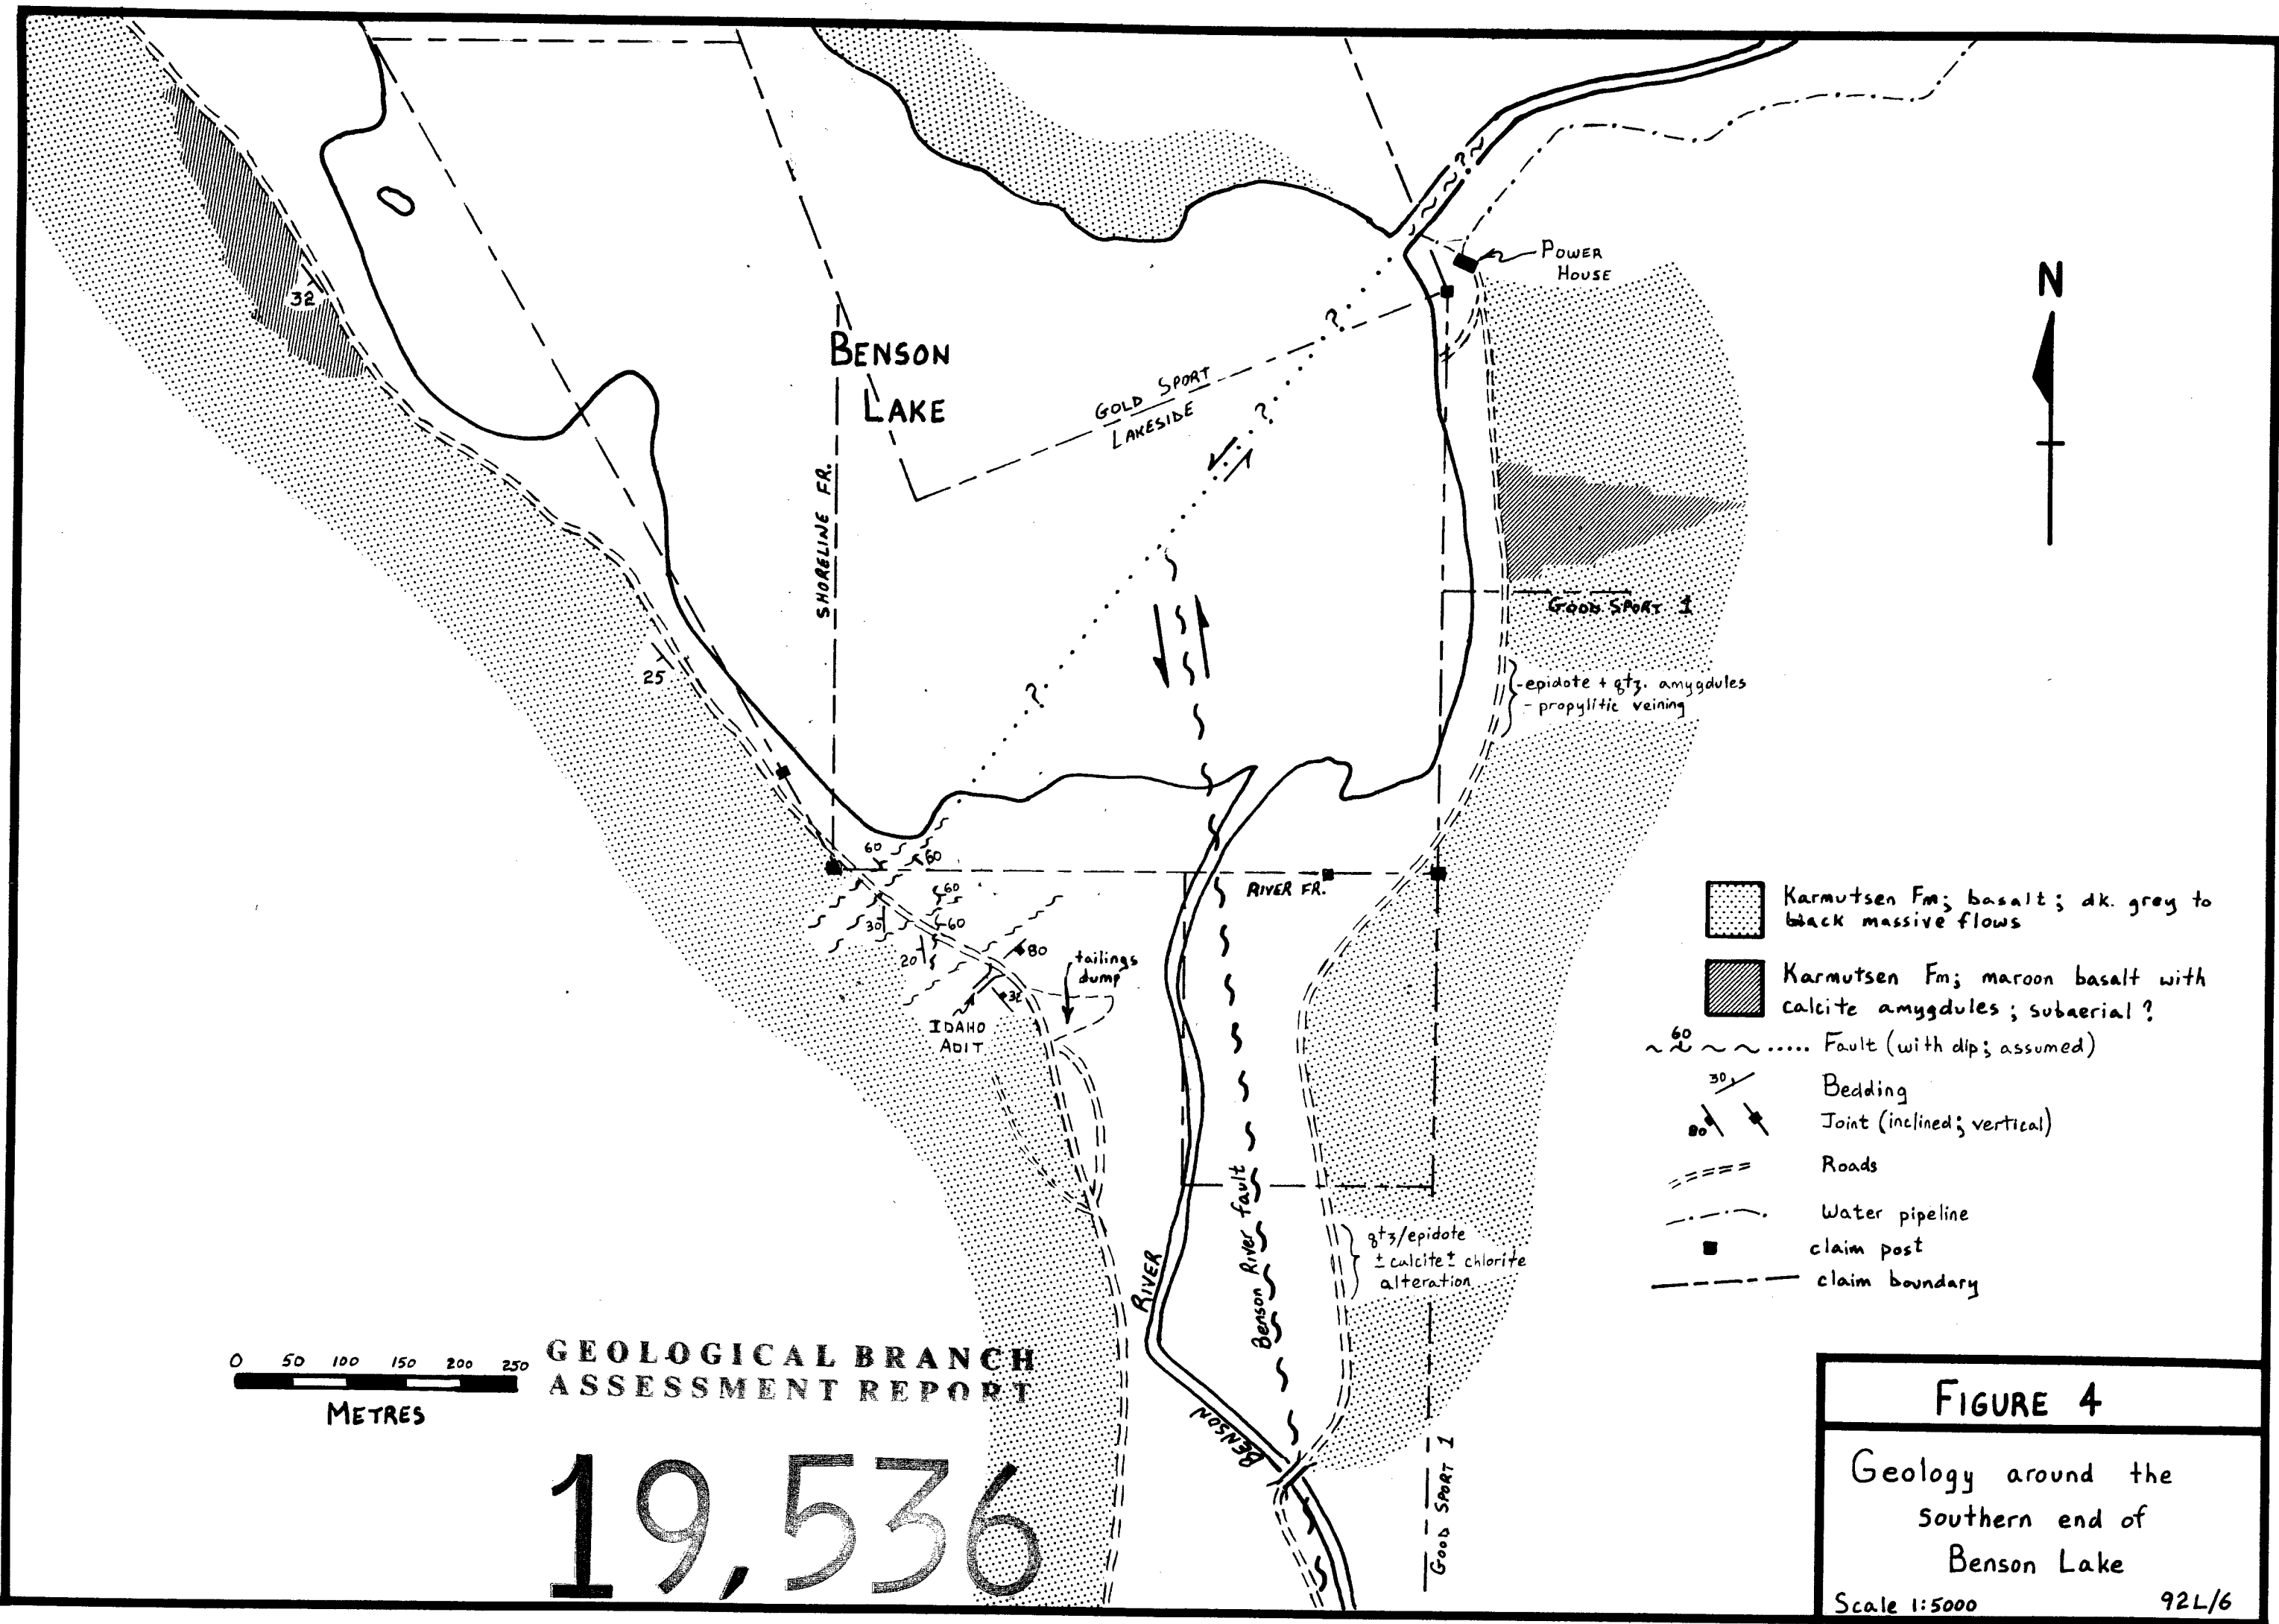 POWER
HOUSE
N
32
BENSON
LAKE
GOLD SPORT
LAKESIDE
?
?
?
?
SHORELINE FR.
GOOD SPORT 1
25
- epidote + qtz. amygdules
- propylitic veining
60
60
RIVER FR.
60
30
60
20
80
tailings
dump
IDAHO
ADIT
Karmutsen Fm; basalt; dk. grey to
black massive flows
Karmutsen Fm; maroon basalt with
calcite amygdules; subaerial ?
60
Fault (with dip; assumed)
30
Bedding
80
Joint (inclined; vertical)
Roads
Water pipeline
claim post
claim boundary
Benson River fault
qtz/epidote
± calcite ± chlorite
alteration
RIVER
BENSON
GOOD SPORT 1
0 50 100 150 200 250
METRES
GEOLOGICAL BRANCH
ASSESSMENT REPORT
19,536
FIGURE 4
Geology around the
southern end of
Benson Lake
Scale 1:5000 92L/6